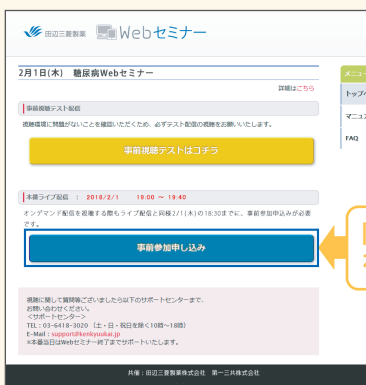 田辺三菱製薬 Webセミナー
2月1日(木) 糖尿病Webセミナー
詳細はこちら
事前視聴テスト配信
視聴環境に問題がないことを確認いただくため、必ずテスト配信の視聴をお願いいたします。
事前視聴テストはコチラ
本番ライブ配信 : 2018/2/1 19:00 ～ 19:40
オンデマンド配信を視聴する際もライブ配信と同様2/1(木)の18:30までに、事前参加申込みが必要
です。
事前参加申し込み
視聴に関して質問等ございましたら以下のサポートセンターまで、
お問い合わせください。
<サポートセンター>
TEL：03-6418-3020 （土・日・祝日を除く10時～18時）
E-Mail：support@kenkyuukai.jp
※本番当日はWebセミナー終了までサポートいたします。
共催：田辺三菱製薬株式会社 第一三共株式会社
メニュー
トップペ
マニュア
FAQ